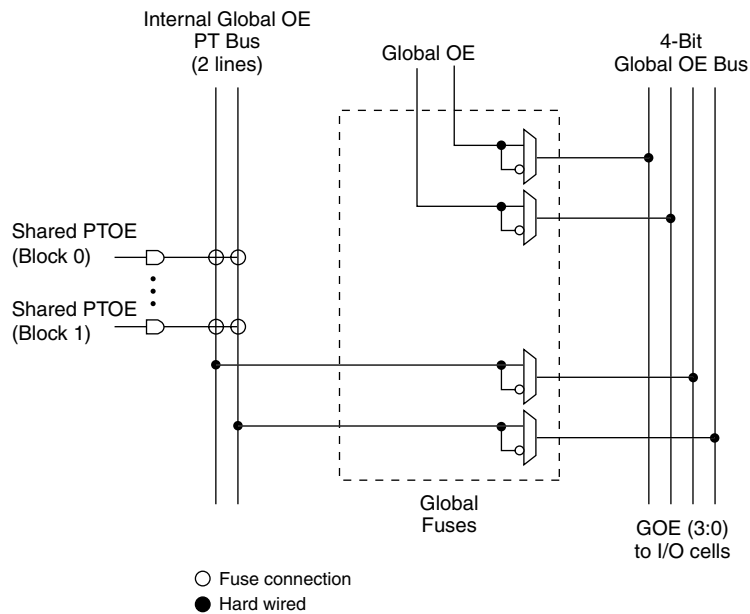 Internal Global OE
PT Bus
(2 lines)
Global OE
4-Bit
Global OE Bus
Shared PTOE
(Block 0)
Shared PTOE
(Block 1)
Global
Fuses
GOE (3:0)
to I/O cells
Fuse connection
Hard wired